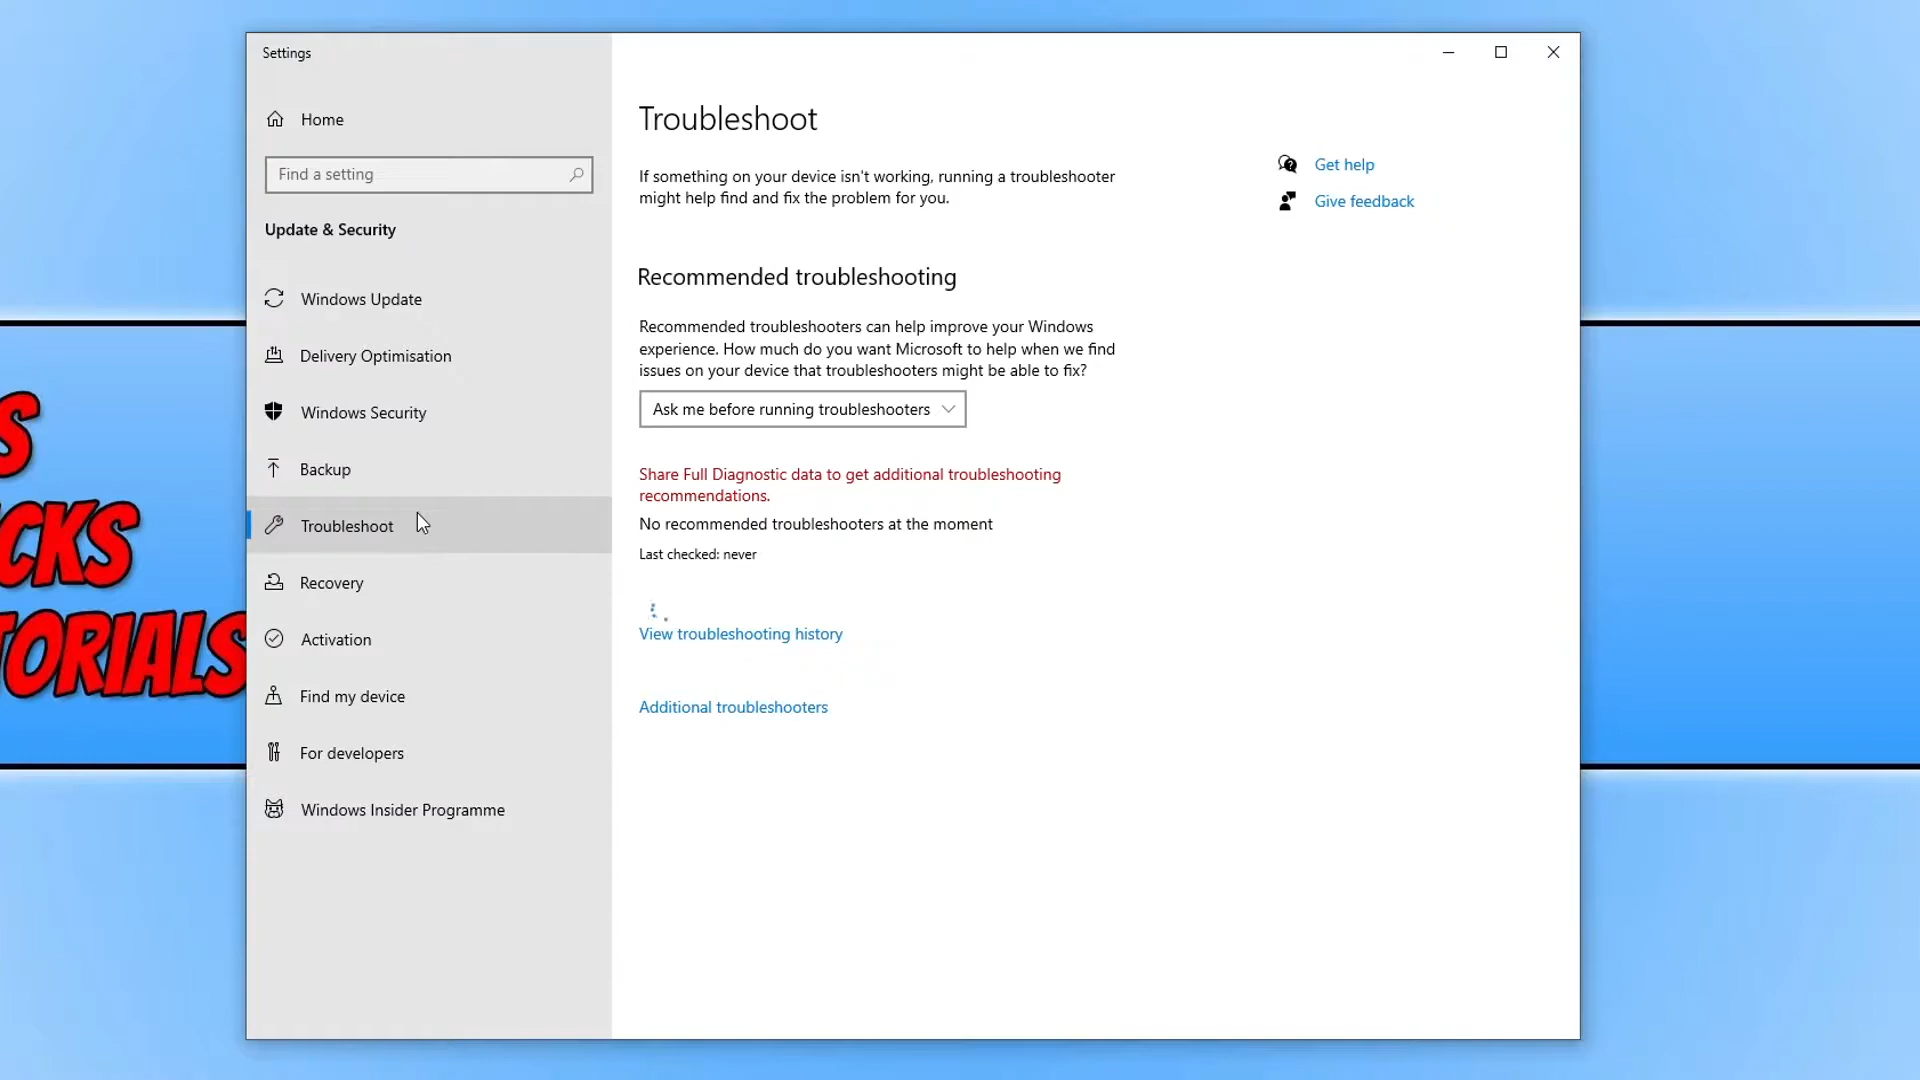 Settings
Home
Find a setting
Update & Security
Windows Update
Delivery Optimisation
Windows Security
Backup
Troubleshoot
Recovery
Activation
Find my device
For developers
Windows Insider Programme
Troubleshoot
If something on your device isn't working, running a troubleshooter
might help find and fix the problem for you.
Recommended troubleshooting
Recommended troubleshooters can help improve your Windows
experience. How much do you want Microsoft to help when we find
issues on your device that troubleshooters might be able to fix?
Ask me before running troubleshooters
Share Full Diagnostic data to get additional troubleshooting
recommendations.
No recommended troubleshooters at the moment
Last checked: never
View troubleshooting history
Additional troubleshooters
Get help
Give feedback